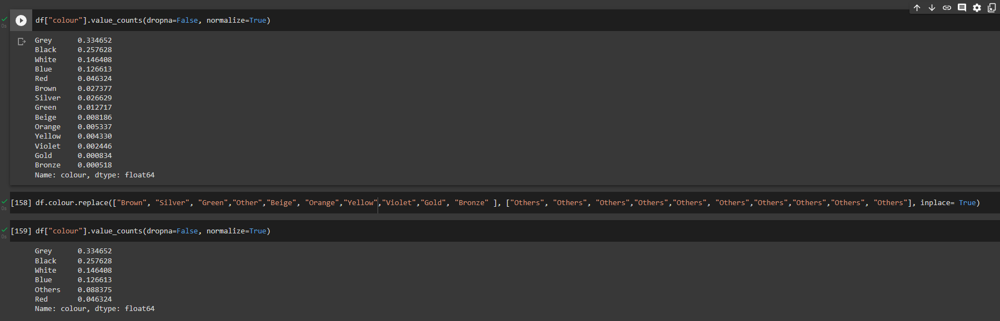 df["colour"].value_counts(dropna=False, normalize=True)
0s
Grey 0.334652
Black 0.257628
White 0.146408
Blue 0.126613
Red 0.046324
Brown 0.027377
Silver 0.026629
Green 0.012717
Beige 0.008186
Orange 0.005337
Yellow 0.004330
Violet 0.002446
Gold 0.000834
Bronze 0.000518
Name: colour, dtype: float64
[158] df.colour.replace(["Brown", "Silver", "Green","Other","Beige", "Orange","Yellow","Violet","Gold", "Bronze" ], ["Others", "Others", "Others","Others","Others", "Others","Others","Others","Others", "Others"], inplace= True)
0s
[159] df["colour"].value_counts(dropna=False, normalize=True)
0s
Grey 0.334652
Black 0.257628
White 0.146408
Blue 0.126613
Others 0.088375
Red 0.046324
Name: colour, dtype: float64